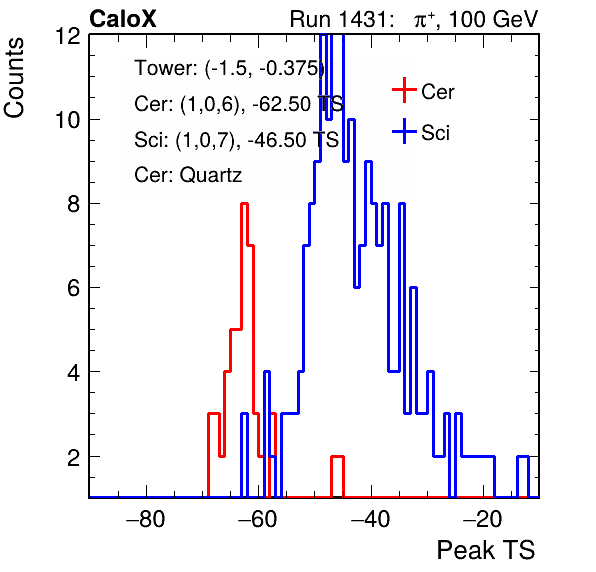 CaloX Run 1431: π⁺, 100 GeV
Counts
12
10
8
6
4
2
Tower: (-1.5, -0.375)
Cer: (1,0,6), -62.50 TS
Sci: (1,0,7), -46.50 TS
Cer: Quartz
Cer
Sci
−80 −60 −40 −20
Peak TS